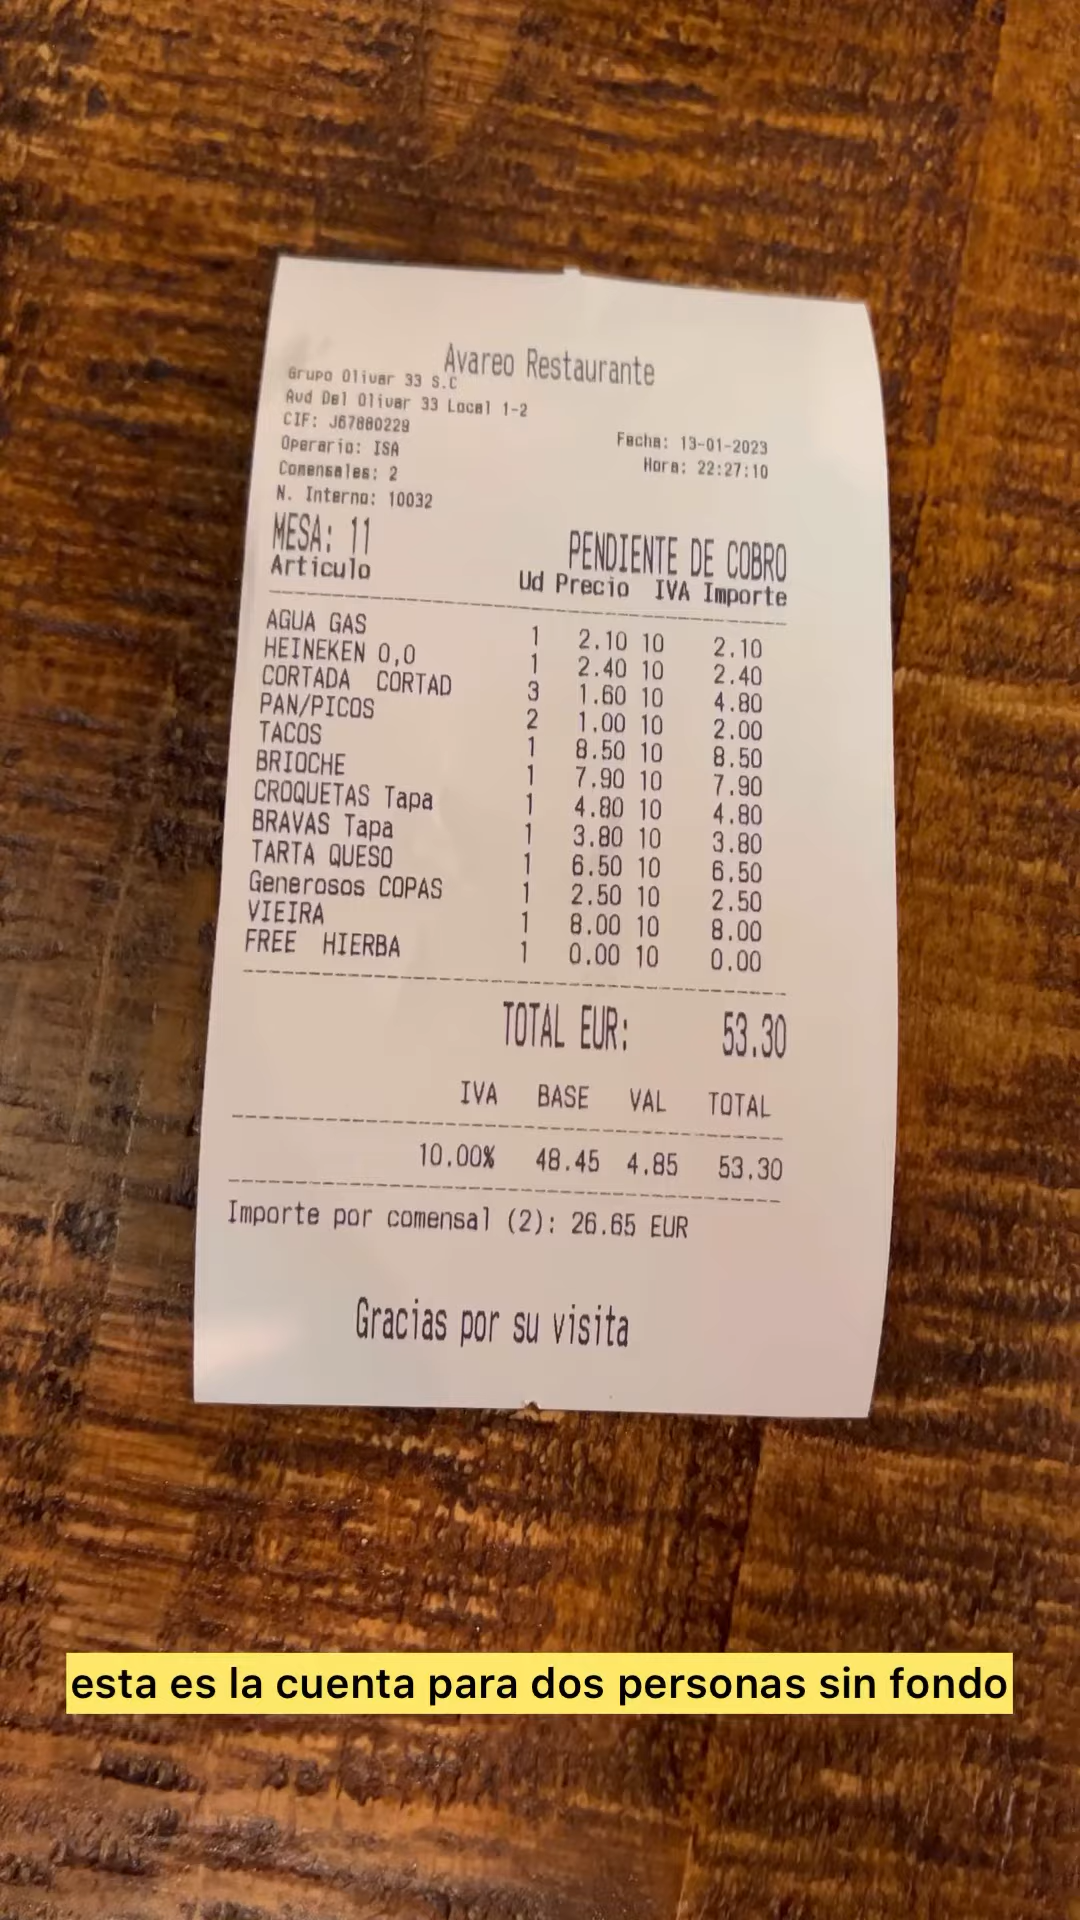 Avareo Restaurante
Grupo Olivar 33 S.C
Avd Del Olivar 33 Local 1-2
CIF: J67880229
Operario: ISA
Comensales: 2
N. Interno: 10032
Fecha: 13-01-2023
Hora: 22:27:10
MESA: 11 PENDIENTE DE COBRO
Articulo Ud Precio IVA Importe
AGUA GAS 1 2.10 10 2.10
HEINEKEN 0,0 1 2.40 10 2.40
CORTADA CORTAD 3 1.60 10 4.80
PAN/PICOS 2 1.00 10 2.00
TACOS 1 8.50 10 8.50
BRIOCHE 1 7.90 10 7.90
CROQUETAS Tapa 1 4.80 10 4.80
BRAVAS Tapa 1 3.80 10 3.80
TARTA QUESO 1 6.50 10 6.50
Generosos COPAS 1 2.50 10 2.50
VIEIRA 1 8.00 10 8.00
FREE HIERBA 1 0.00 10 0.00
TOTAL EUR: 53.30
IVA BASE VAL TOTAL
10.00% 48.45 4.85 53.30
Importe por comensal (2): 26.65 EUR
Gracias por su visita
esta es la cuenta para dos personas sin fondo